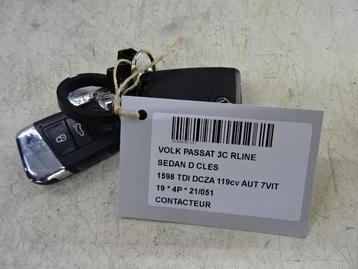 VOLK PASSAT 3C RLINE
SEDAN D CLES
1598 TDI DCZA 119cv AUT 7VIT
19 * 4P * 21/051
CONTACTEUR